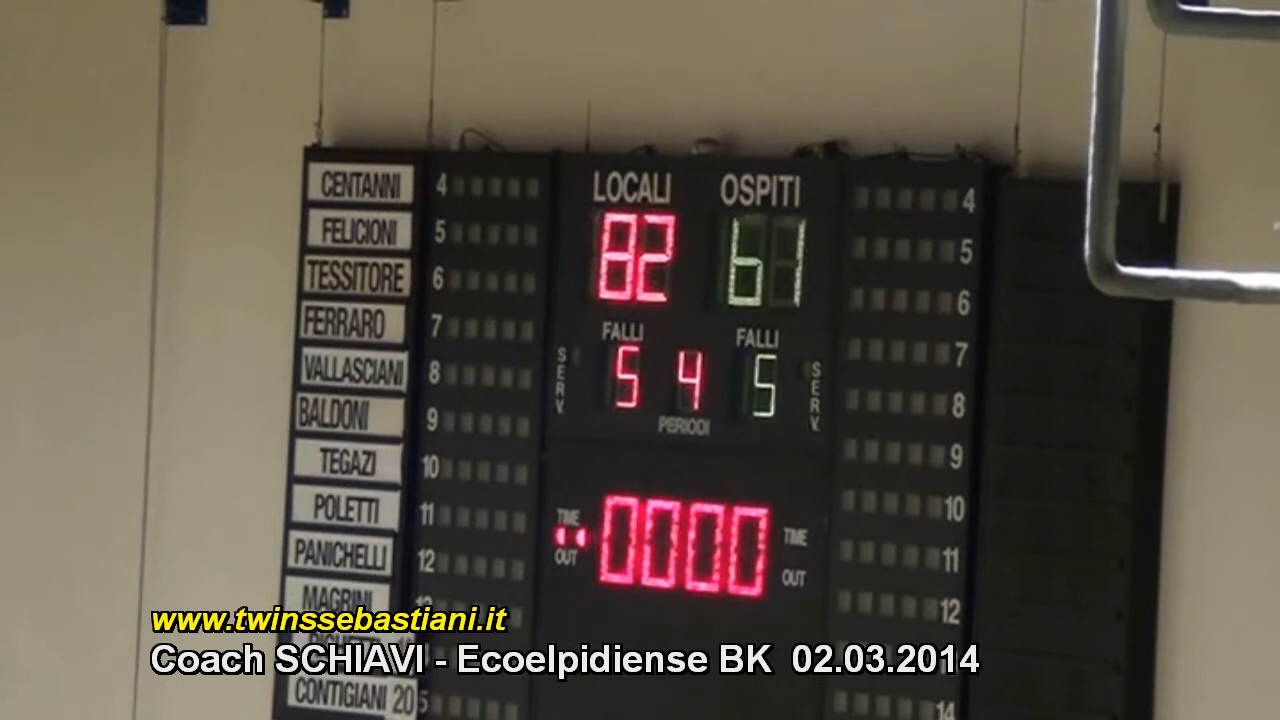 LOCALI OSPITI
82 61
FALLI FALLI
5 4 5
SERV. SERV.
PERIODI
TIME OUT 0000 TIME OUT
CENTANNI 4
FELICIONI 5
TESSITORE 6
FERRARO 7
VALLASCIANI 8
BALDONI 9
TEGAZI 10
POLETTI 11
PANICHELLI 12
MAGRINI
CONTIGIANI 20
4
5
6
7
8
9
10
11
12
14
www.twinssebastiani.it
Coach SCHIAVI - Ecoelpidiense BK 02.03.2014